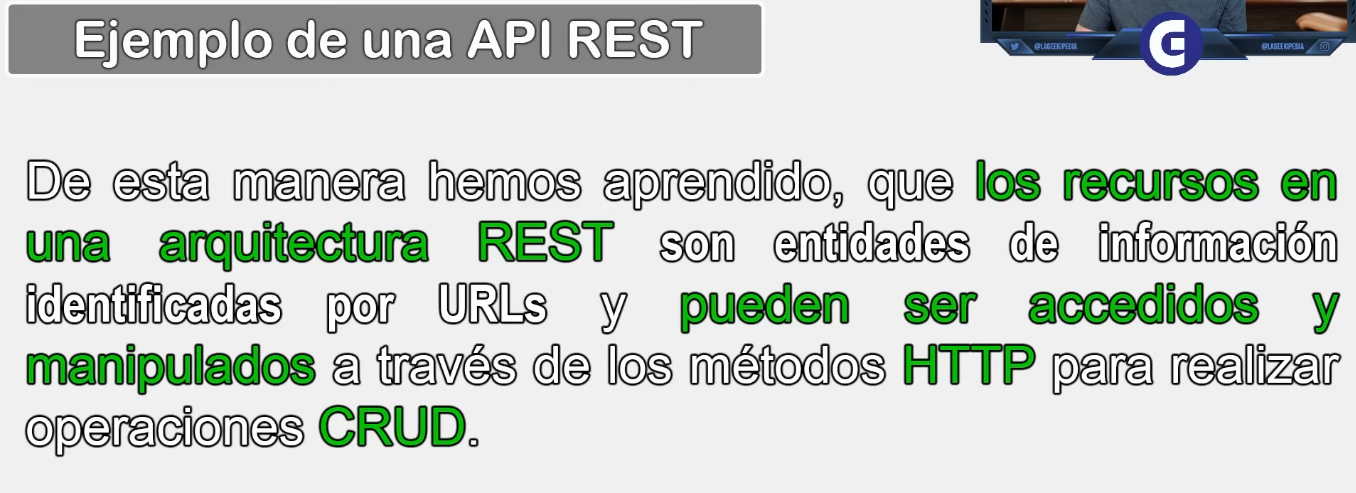 Ejemplo de una API REST
@LAGEEKIPEDIA
G
@LAGEEKIPEDIA
De esta manera hemos aprendido, que los recursos en
una arquitectura REST son entidades de información
identificadas por URLs y pueden ser accedidos y
manipulados a través de los métodos HTTP para realizar
operaciones CRUD.